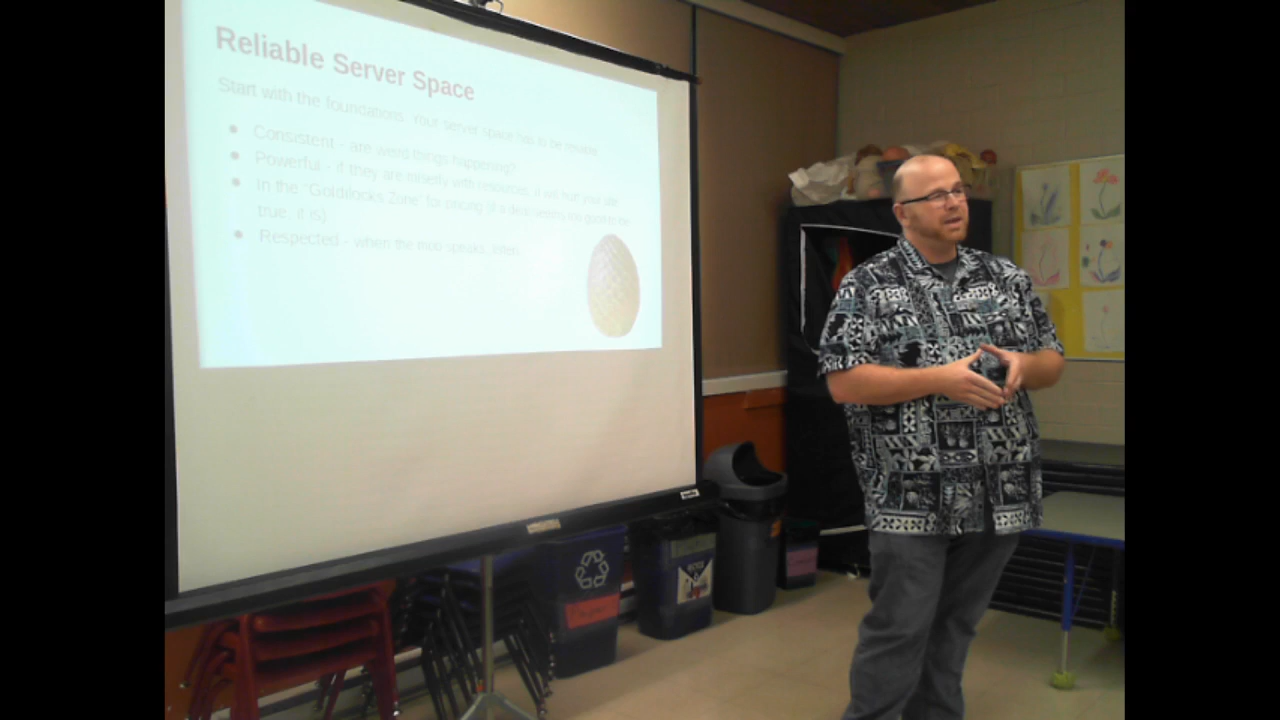 Reliable Server Space
Start with the foundations. Your server space has to be reliable
Consistent - are weird things happening?
Powerful - if they are miserly with resources, it will hurt your site
In the "Goldilocks Zone" for pricing (if a deal seems too good to be
true, it is)
Respected - when the mob speaks, listen